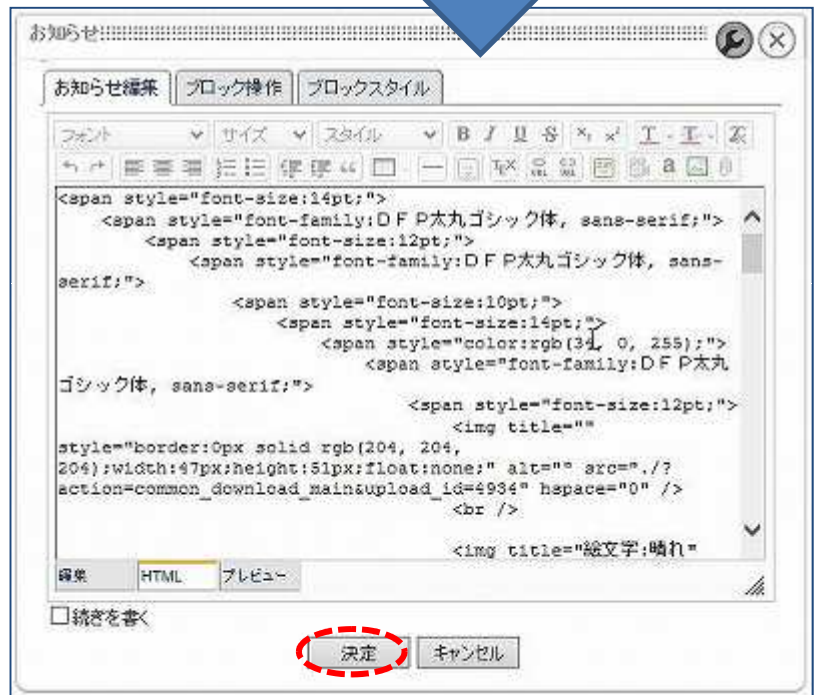 お知らせ
お知らせ編集 ブロック操作 ブロックスタイル
フォント サイズ スタイル B I U S
<span style="font-size:14pt;">
<span style="font-family:ＤＦＰ太丸ゴシック体, sans-serif;">
<span style="font-size:12pt;">
<span style="font-family:ＤＦＰ太丸ゴシック体, sans-
serif;">
<span style="font-size:10pt;">
<span style="font-size:14pt;">
<span style="color:rgb(31, 0, 255);">
<span style="font-family:ＤＦＰ太丸
ゴシック体, sans-serif;">
<span style="font-size:12pt;">
<img title=""
style="border:0px solid rgb(204, 204,
204);width:47px;height:51px;float:none;" alt="" src="./?
action=common_download_main&upload_id=4934" hspace="0" />
<br />
<img title="絵文字:晴れ"
編集 HTML プレビュー
続きを書く
決定 キャンセル